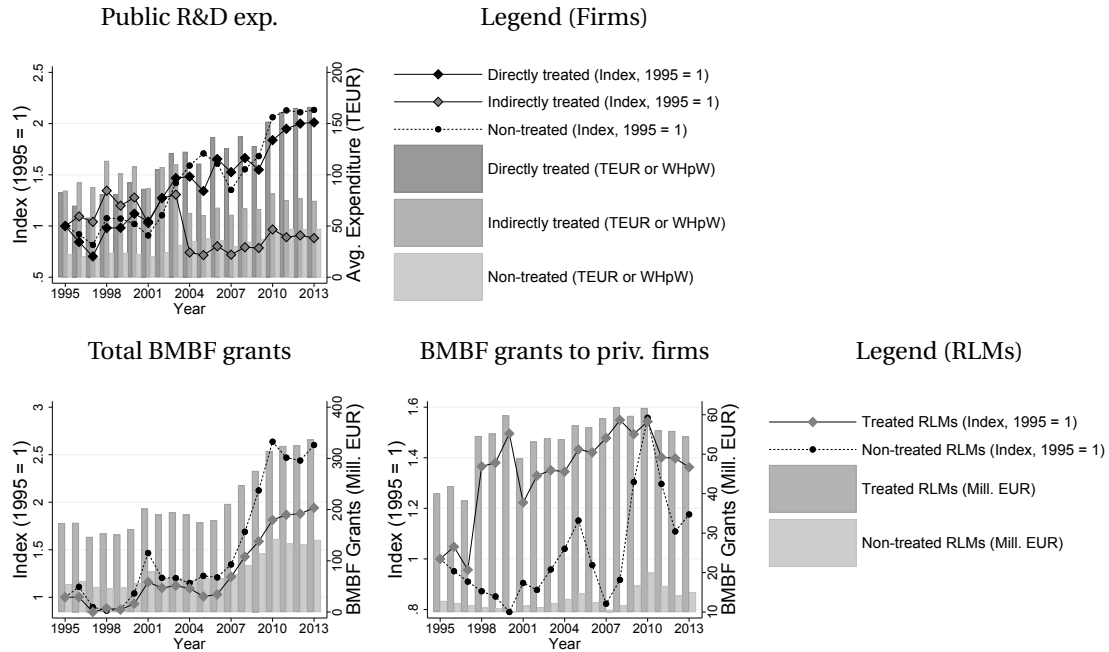 Public R&D exp.
Legend (Firms)
Index (1995 = 1)
.5
1
1.5
2
2.5
0
50
100
150
200
Avg. Expenditure (TEUR)
1995 1998 2001 2004 2007 2010 2013
Year
Directly treated (Index, 1995 = 1)
Indirectly treated (Index, 1995 = 1)
Non-treated (Index, 1995 = 1)
Directly treated (TEUR or WHpW)
Indirectly treated (TEUR or WHpW)
Non-treated (TEUR or WHpW)
Total BMBF grants
BMBF grants to priv. firms
Legend (RLMs)
Index (1995 = 1)
1
1.5
2
2.5
3
0
100
200
300
400
BMBF Grants (Mill. EUR)
1995 1998 2001 2004 2007 2010 2013
Year
Index (1995 = 1)
.8
1
1.2
1.4
1.6
10
20
30
40
50
60
BMBF Grants (Mill. EUR)
1995 1998 2001 2004 2007 2010 2013
Year
Treated RLMs (Index, 1995 = 1)
Non-treated RLMs (Index, 1995 = 1)
Treated RLMs (Mill. EUR)
Non-treated RLMs (Mill. EUR)